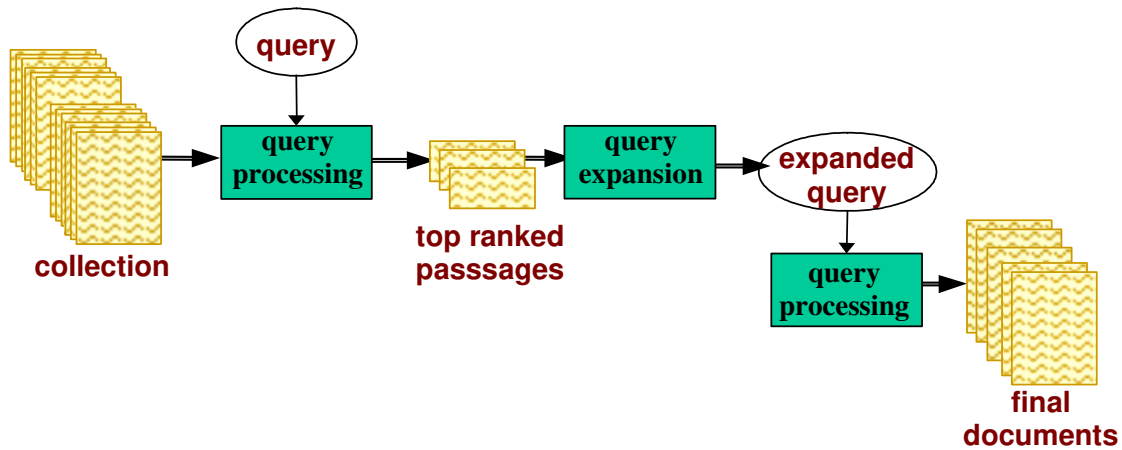 query
query
processing
collection
top ranked
passsages
query
expansion
expanded
query
query
processing
final
documents